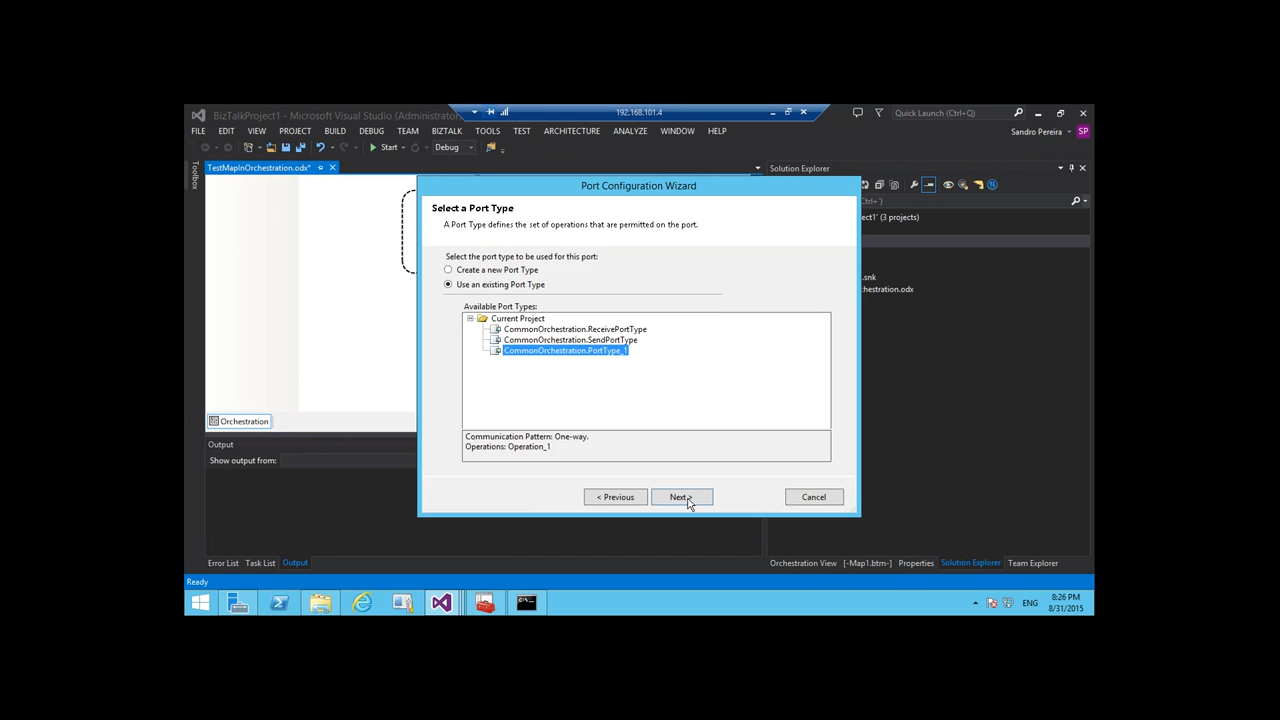 192.168.101.4
BizTalkProject1 - Microsoft Visual Studio (Administrator)
Quick Launch (Ctrl+Q)
FILE EDIT VIEW PROJECT BUILD DEBUG TEAM BIZTALK TOOLS TEST ARCHITECTURE ANALYZE WINDOW HELP
Sandro Pereira SP
Start Debug
Toolbox
TestMapInOrchestration.odx*
Solution Explorer
Port Configuration Wizard
Select a Port Type
A Port Type defines the set of operations that are permitted on the port.
Select the port type to be used for this port:
Create a new Port Type
Use an existing Port Type
Available Port Types:
Current Project
CommonOrchestration.ReceivePortType
CommonOrchestration.SendPortType
CommonOrchestration.PortType_1
Communication Pattern: One-way.
Operations: Operation_1
< Previous
Next >
Cancel
Ctrl+´)
ect1' (3 projects)
.snk
chestration.odx
Orchestration
Output
Show output from:
Error List Task List Output
Orchestration View [-Map1.btm-] Properties Solution Explorer Team Explorer
Ready
ENG
8:26 PM
8/31/2015